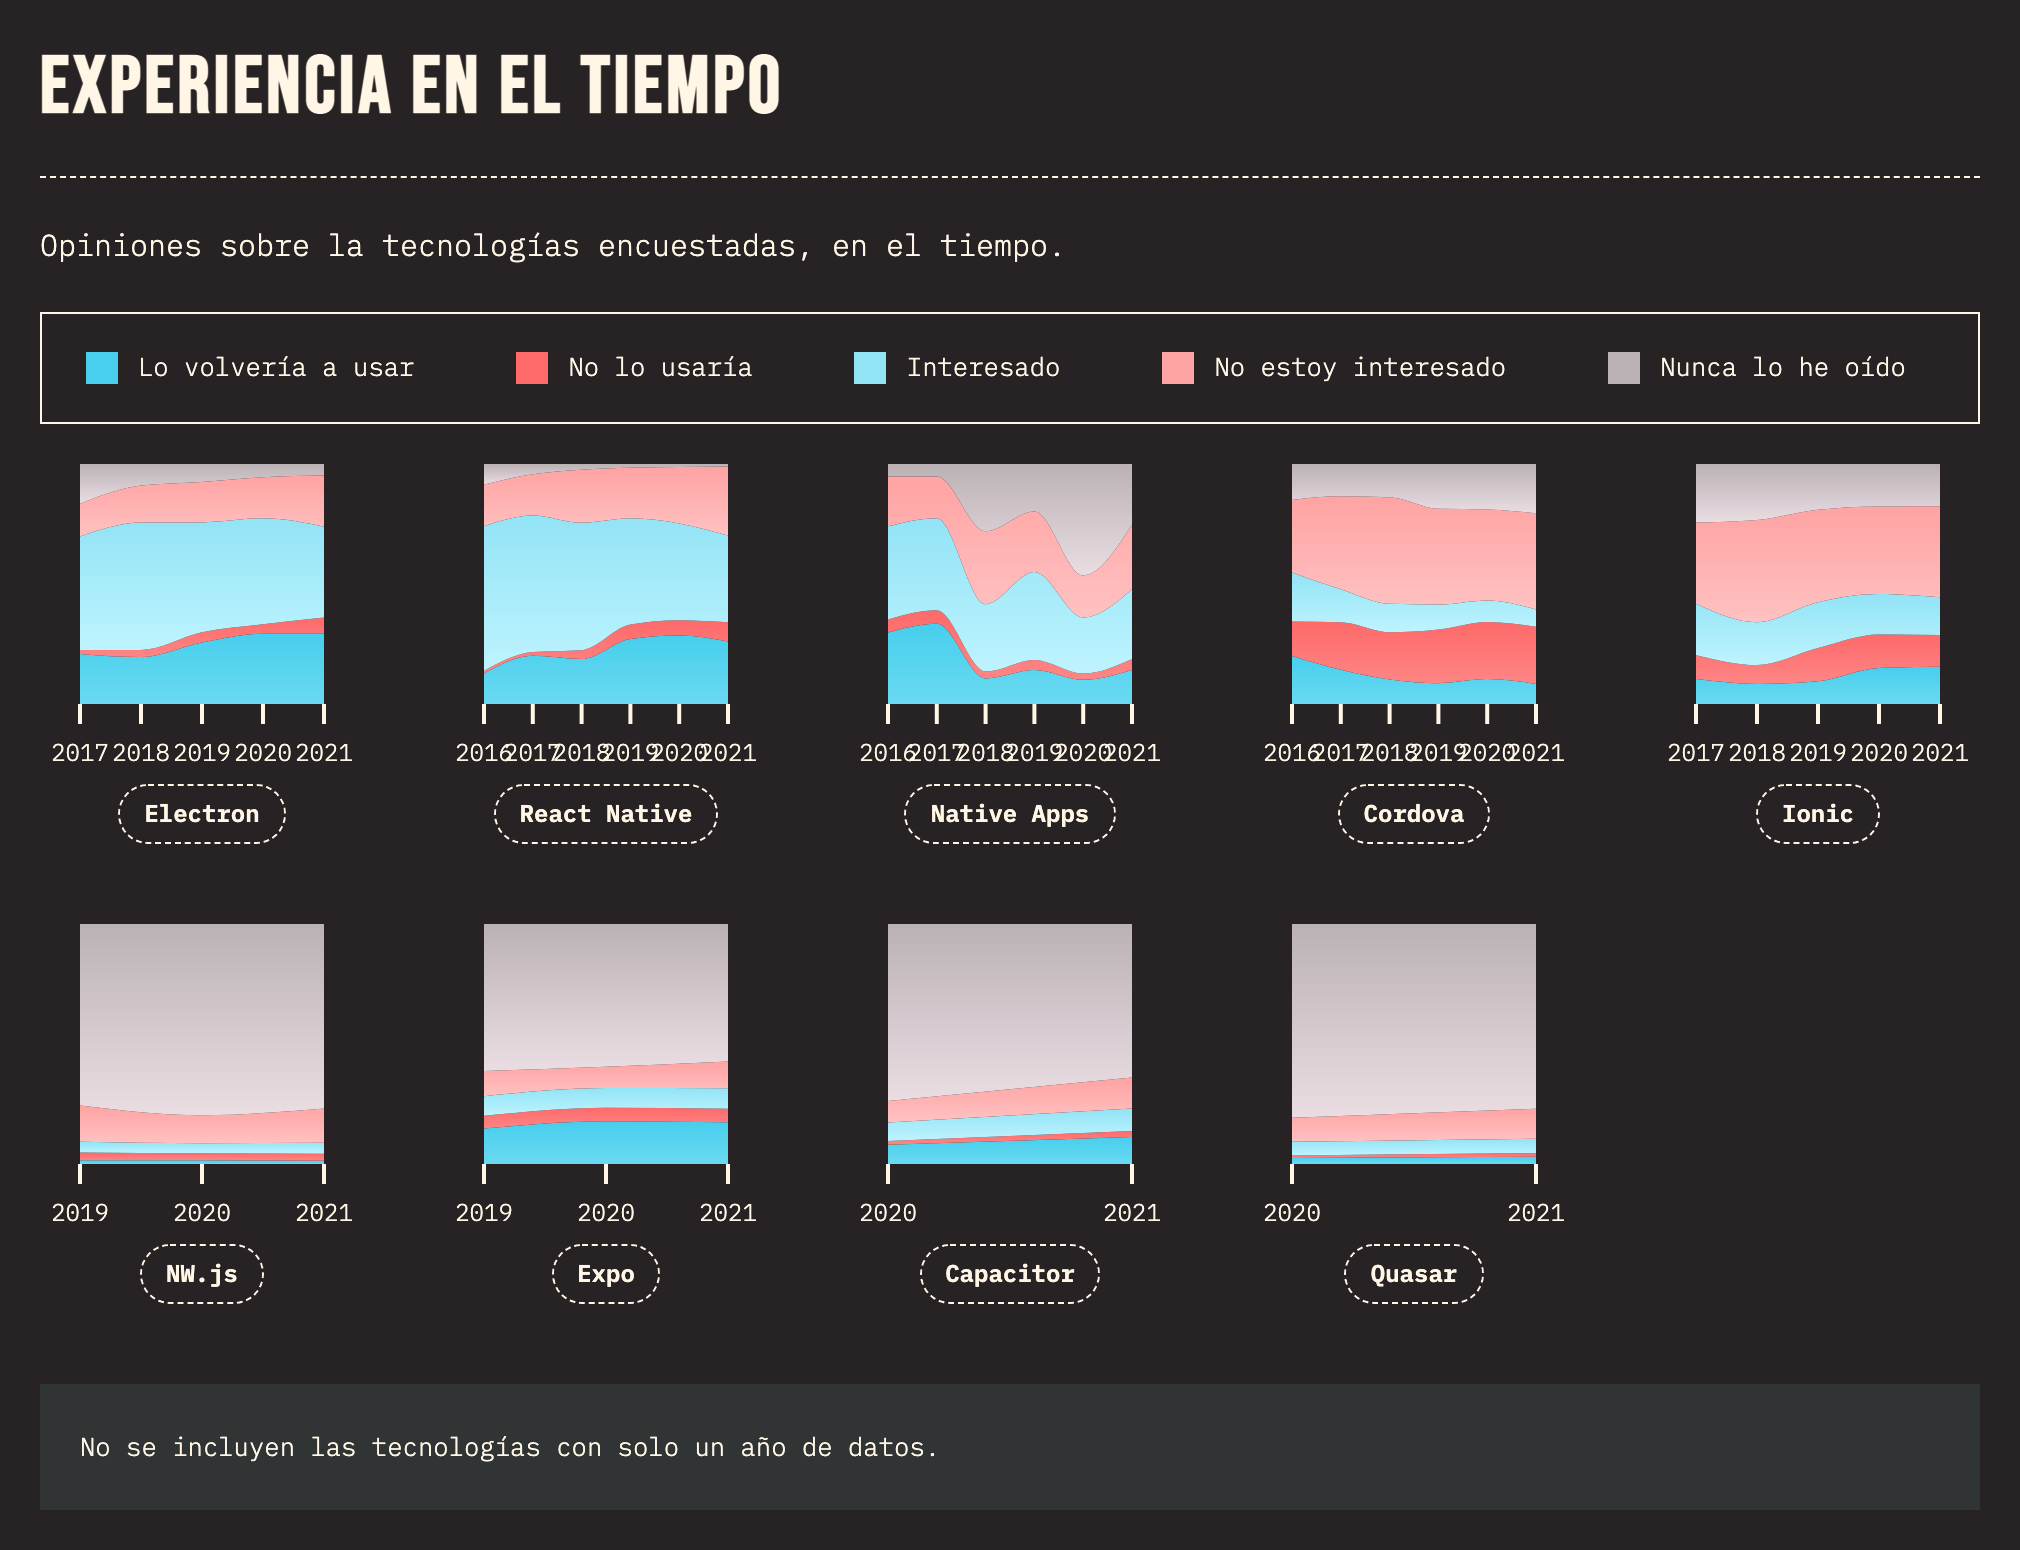 EXPERIENCIA EN EL TIEMPO
Opiniones sobre la tecnologías encuestadas, en el tiempo.
Lo volvería a usar No lo usaría Interesado No estoy interesado Nunca lo he oído
2017 2018 2019 2020 2021 2016 2017 2018 2019 2020 2021 2016 2017 2018 2019 2020 2021 2016 2017 2018 2019 2020 2021 2017 2018 2019 2020 2021
Electron React Native Native Apps Cordova Ionic
2019 2020 2021 2019 2020 2021 2020 2021 2020 2021
NW.js Expo Capacitor Quasar
No se incluyen las tecnologías con solo un año de datos.